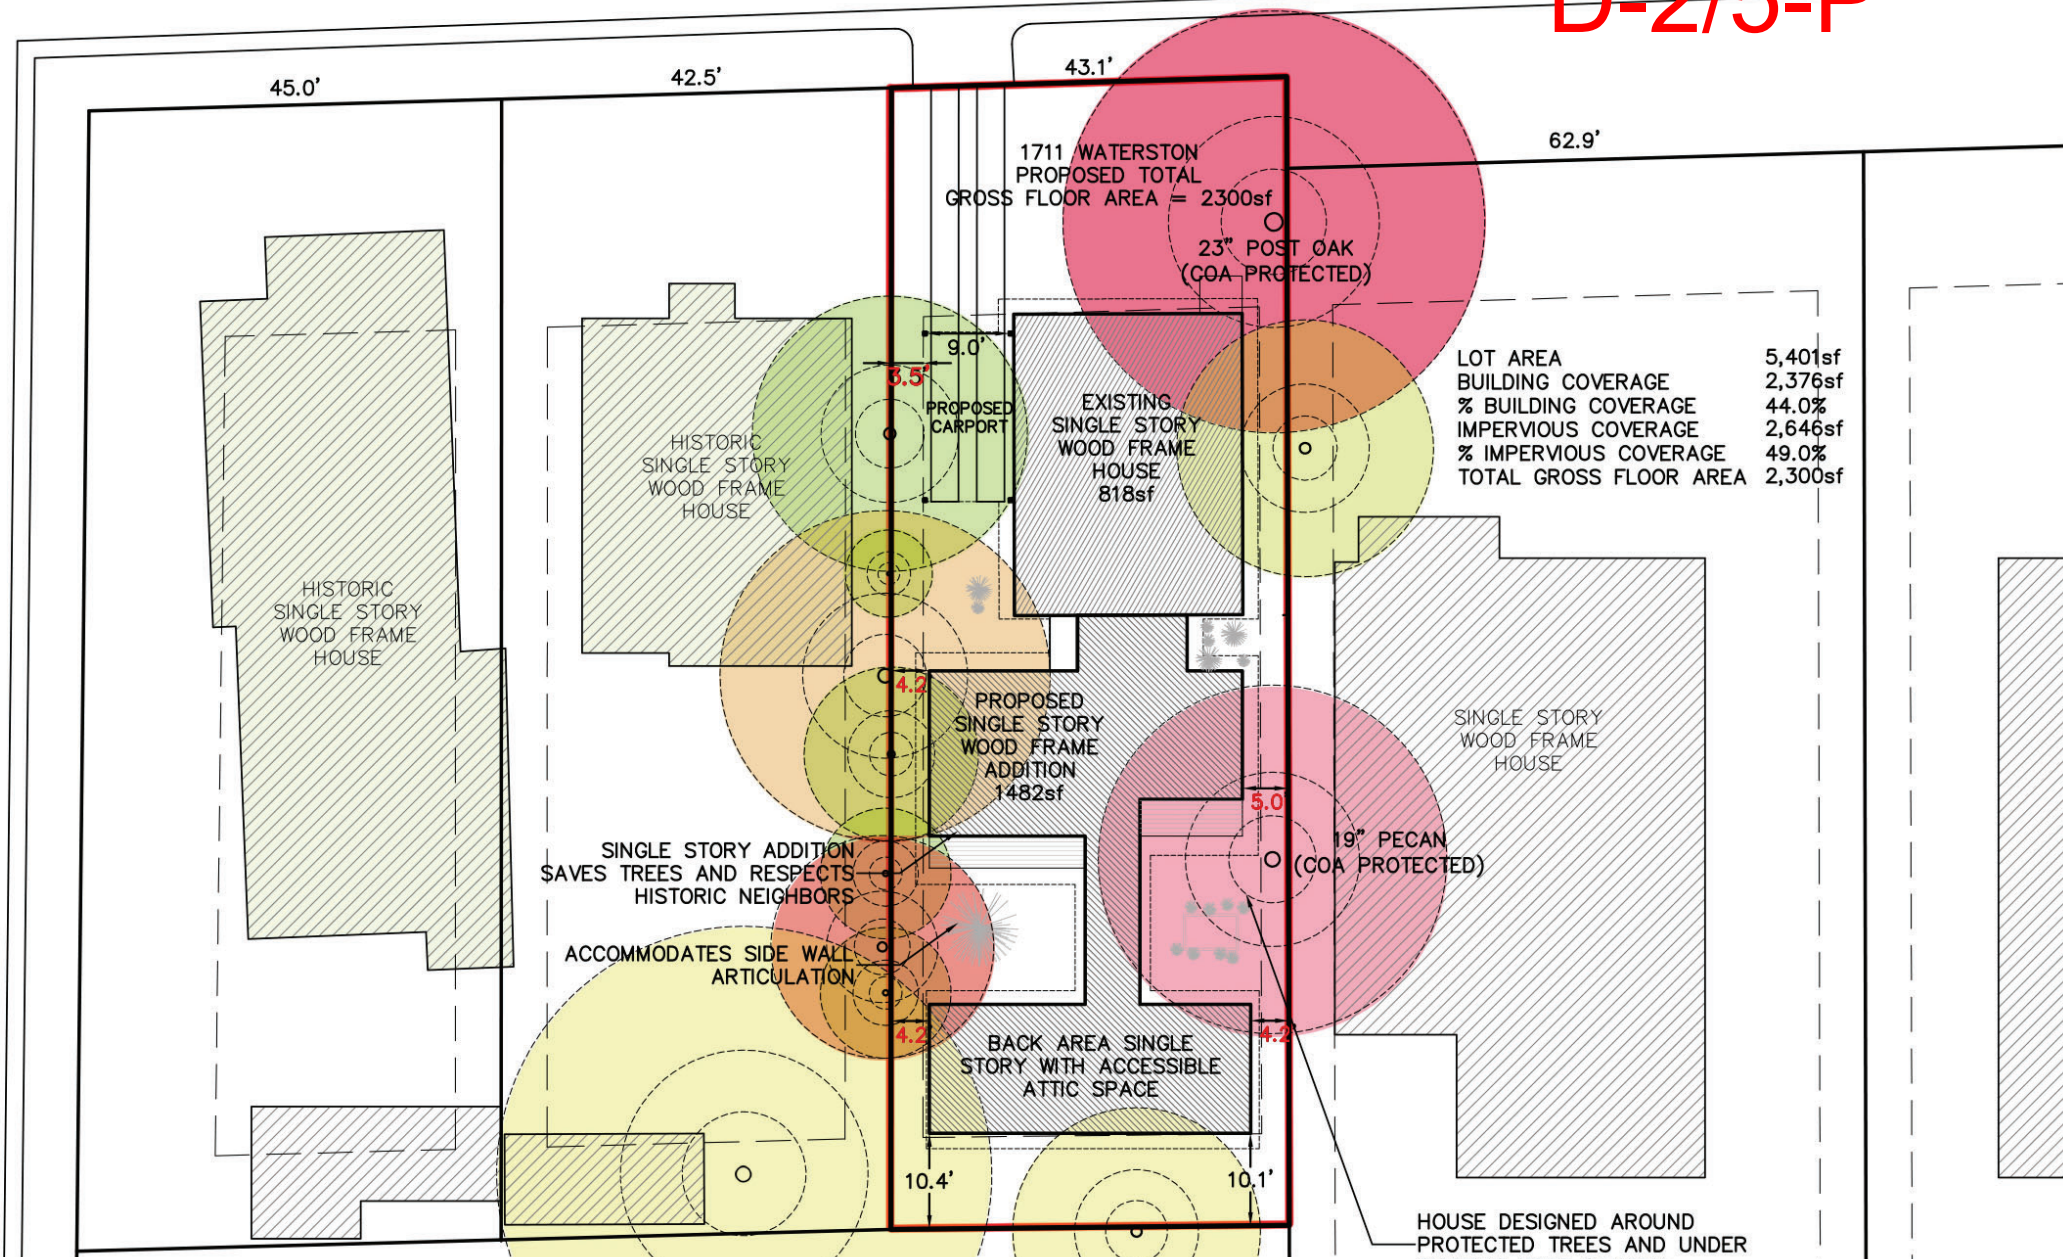 D-2/5-P
45.0'
42.5'
43.1'
62.9'
1711 WATERSTON
PROPOSED TOTAL
GROSS FLOOR AREA = 2300sf
23" POST OAK
(COA PROTECTED)
9.0'
3.5'
PROPOSED
CARPORT
EXISTING
SINGLE STORY
WOOD FRAME
HOUSE
818sf
LOT AREA 5,401sf
BUILDING COVERAGE 2,376sf
% BUILDING COVERAGE 44.0%
IMPERVIOUS COVERAGE 2,646sf
% IMPERVIOUS COVERAGE 49.0%
TOTAL GROSS FLOOR AREA 2,300sf
HISTORIC
SINGLE STORY
WOOD FRAME
HOUSE
HISTORIC
SINGLE STORY
WOOD FRAME
HOUSE
4.2'
PROPOSED
SINGLE STORY
WOOD FRAME
ADDITION
1482sf
SINGLE STORY
WOOD FRAME
HOUSE
5.0'
19" PECAN
(COA PROTECTED)
SINGLE STORY ADDITION
SAVES TREES AND RESPECTS
HISTORIC NEIGHBORS
ACCOMMODATES SIDE WALL
ARTICULATION
4.2'
4.2'
BACK AREA SINGLE
STORY WITH ACCESSIBLE
ATTIC SPACE
10.4'
10.1'
HOUSE DESIGNED AROUND
PROTECTED TREES AND UNDER